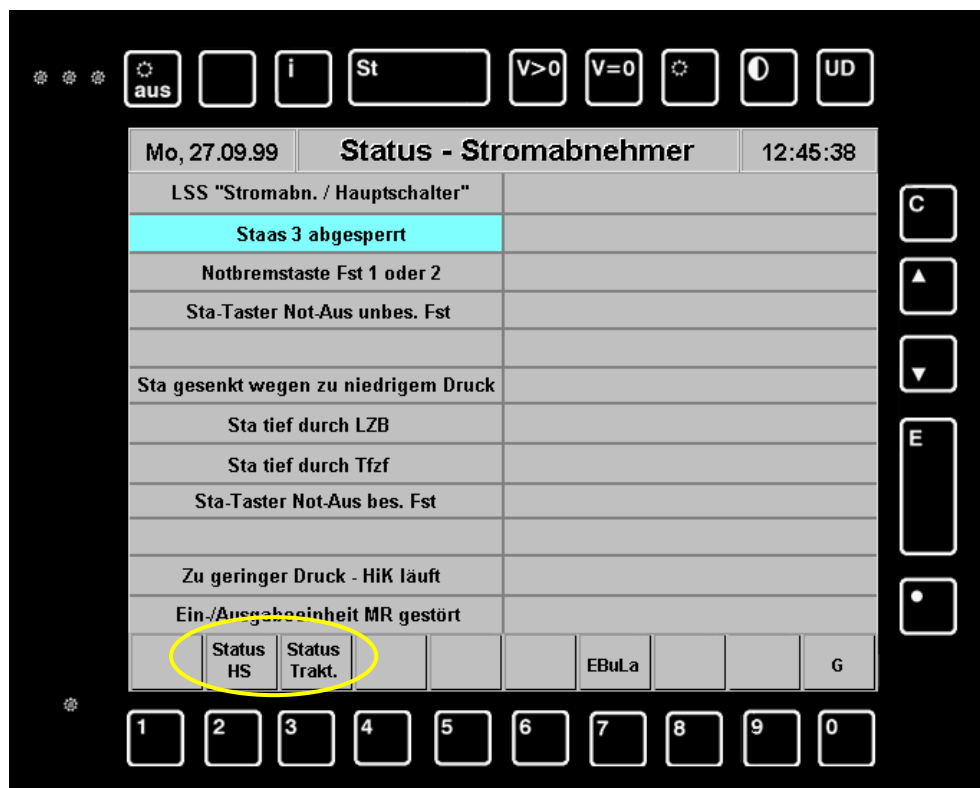 aus
i
St
V>0
V=0
UD
Mo, 27.09.99
Status - Stromabnehmer
12:45:38
LSS "Stromabn. / Hauptschalter"
Staas 3 abgesperrt
Notbremstaste Fst 1 oder 2
Sta-Taster Not-Aus unbes. Fst
Sta gesenkt wegen zu niedrigem Druck
Sta tief durch LZB
Sta tief durch Tfzf
Sta-Taster Not-Aus bes. Fst
Zu geringer Druck - HiK läuft
Ein-/Ausgabeeinheit MR gestört
Status
HS
Status
Trakt.
EBuLa
G
C
E
1
2
3
4
5
6
7
8
9
0